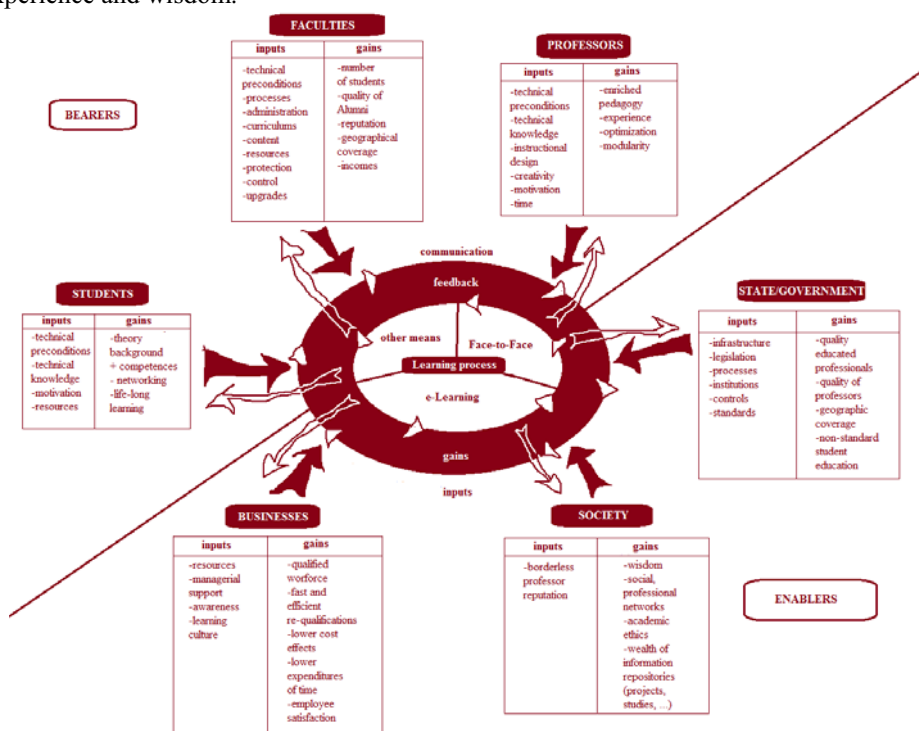 perience and wisdom.
FACULTIES
inputs
-technical
preconditions
-processes
-administration
-curriculums
-content
-resources
-protection
-control
-upgrades
gains
-number
of students
-quality of
Alumni
-reputation
-geographical
coverage
-incomes
PROFESSORS
inputs
-technical
preconditions
-technical
knowledge
-instructional
design
-creativity
-motivation
-time
gains
-enriched
pedagogy
-experience
-optimization
-modularity
BEARERS
communication
feedback
other means
Face-to-Face
Learning process
e-Learning
gains
inputs
STUDENTS
inputs
-technical
preconditions
-technical
knowledge
-motivation
-resources
gains
-theory
background
+ competences
- networking
-life-long
learning
STATE/GOVERNMENT
inputs
-infrastructure
-legislation
-processes
-institutions
-controls
-standards
gains
-quality
educated
professionals
-quality of
professors
-geographic
coverage
-non-standard
student
education
BUSINESSES
inputs
-resources
-managerial
support
-awareness
-learning
culture
gains
-qualified
worforce
-fast and
efficient
re-qualifications
-lower cost
effects
-lower
expenditures
of time
-employee
satisfaction
SOCIETY
inputs
-borderless
professor
reputation
gains
-wisdom
-social,
professional
networks
-academic
ethics
-wealth of
information
repositories
(projects,
studies, ...)
ENABLERS